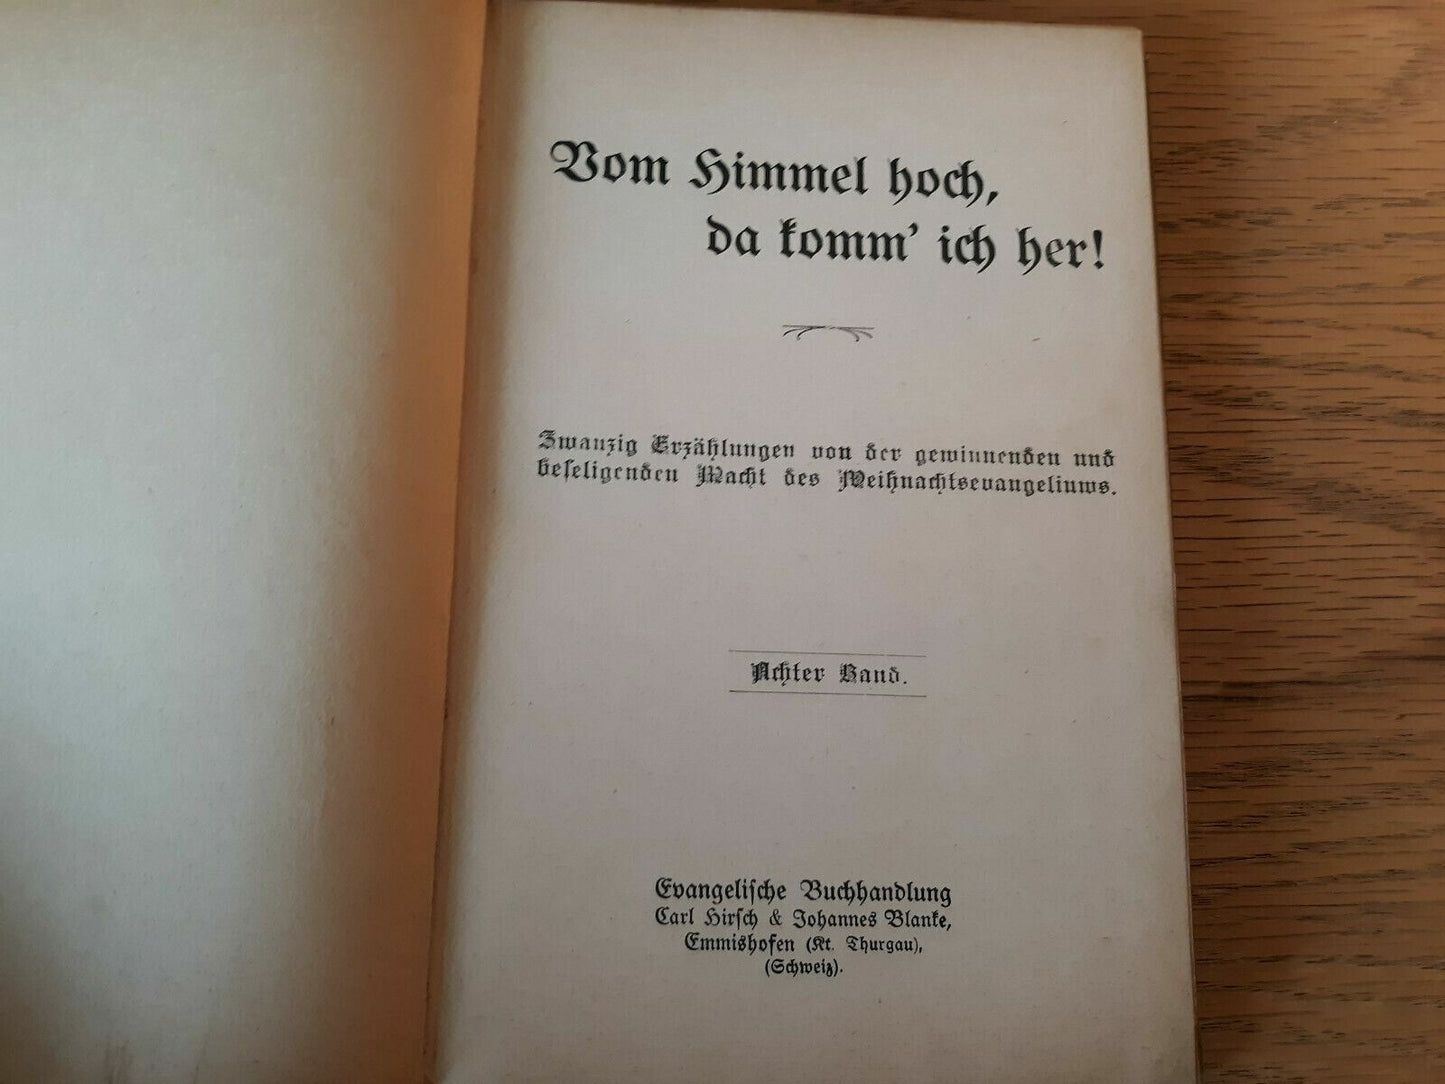 Vom Himmel hoch,
da komm' ich her!
Zwanzig Erzählungen von der gewinnenden und
beseligenden Macht des Weihnachtsevangeliums.
Achter Band.
Evangelische Buchhandlung
Carl Hirsch & Johannes Blanke,
Emmishofen (Kt. Thurgau),
(Schweiz).